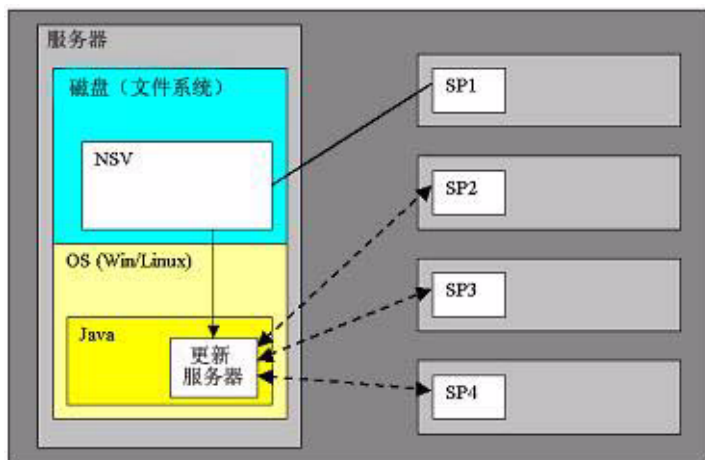 服务器
磁盘（文件系统）
NSV
OS (Win/Linux)
Java
更新
服务器
SP1
SP2
SP3
SP4